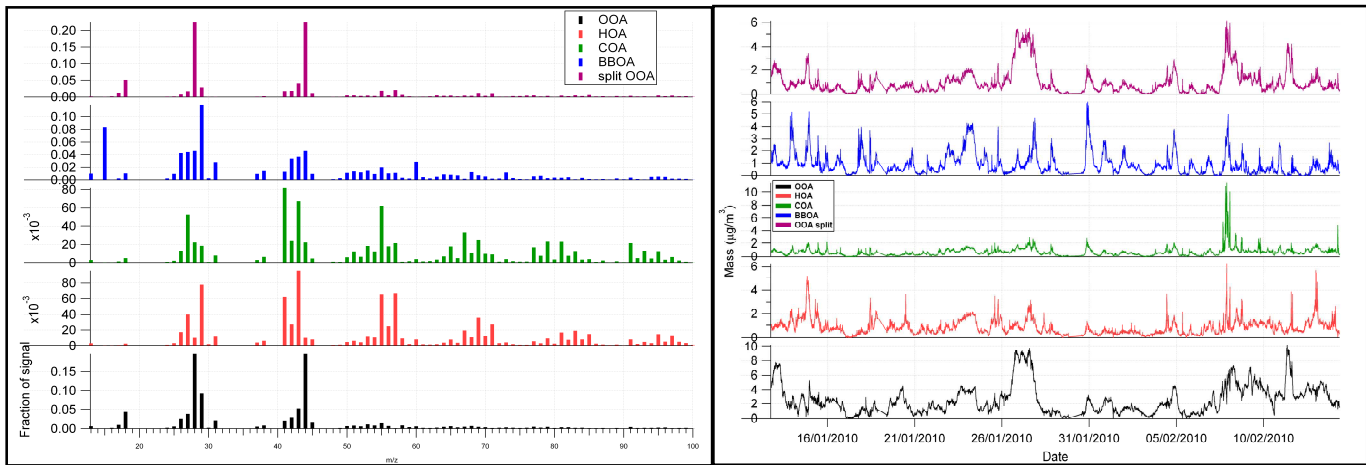 OOA
HOA
COA
BBOA
split OOA
0.20
0.15
0.10
0.05
0.00
0.10
0.08
0.06
0.04
0.02
0.00
80
60
40
20
0
x10⁻³
80
60
40
20
0
x10⁻³
0.15
0.10
0.05
0.00
Fraction of signal
20 30 40 50 60 70 80 90 100
m/z
6
4
2
0
6
5
4
3
2
1
0
OOA
HOA
COA
BBOA
OOA split
10
8
6
4
2
0
6
4
2
0
10
8
6
4
2
0
Mass (µg/m³)
16/01/2010 21/01/2010 26/01/2010 31/01/2010 05/02/2010 10/02/2010
Date